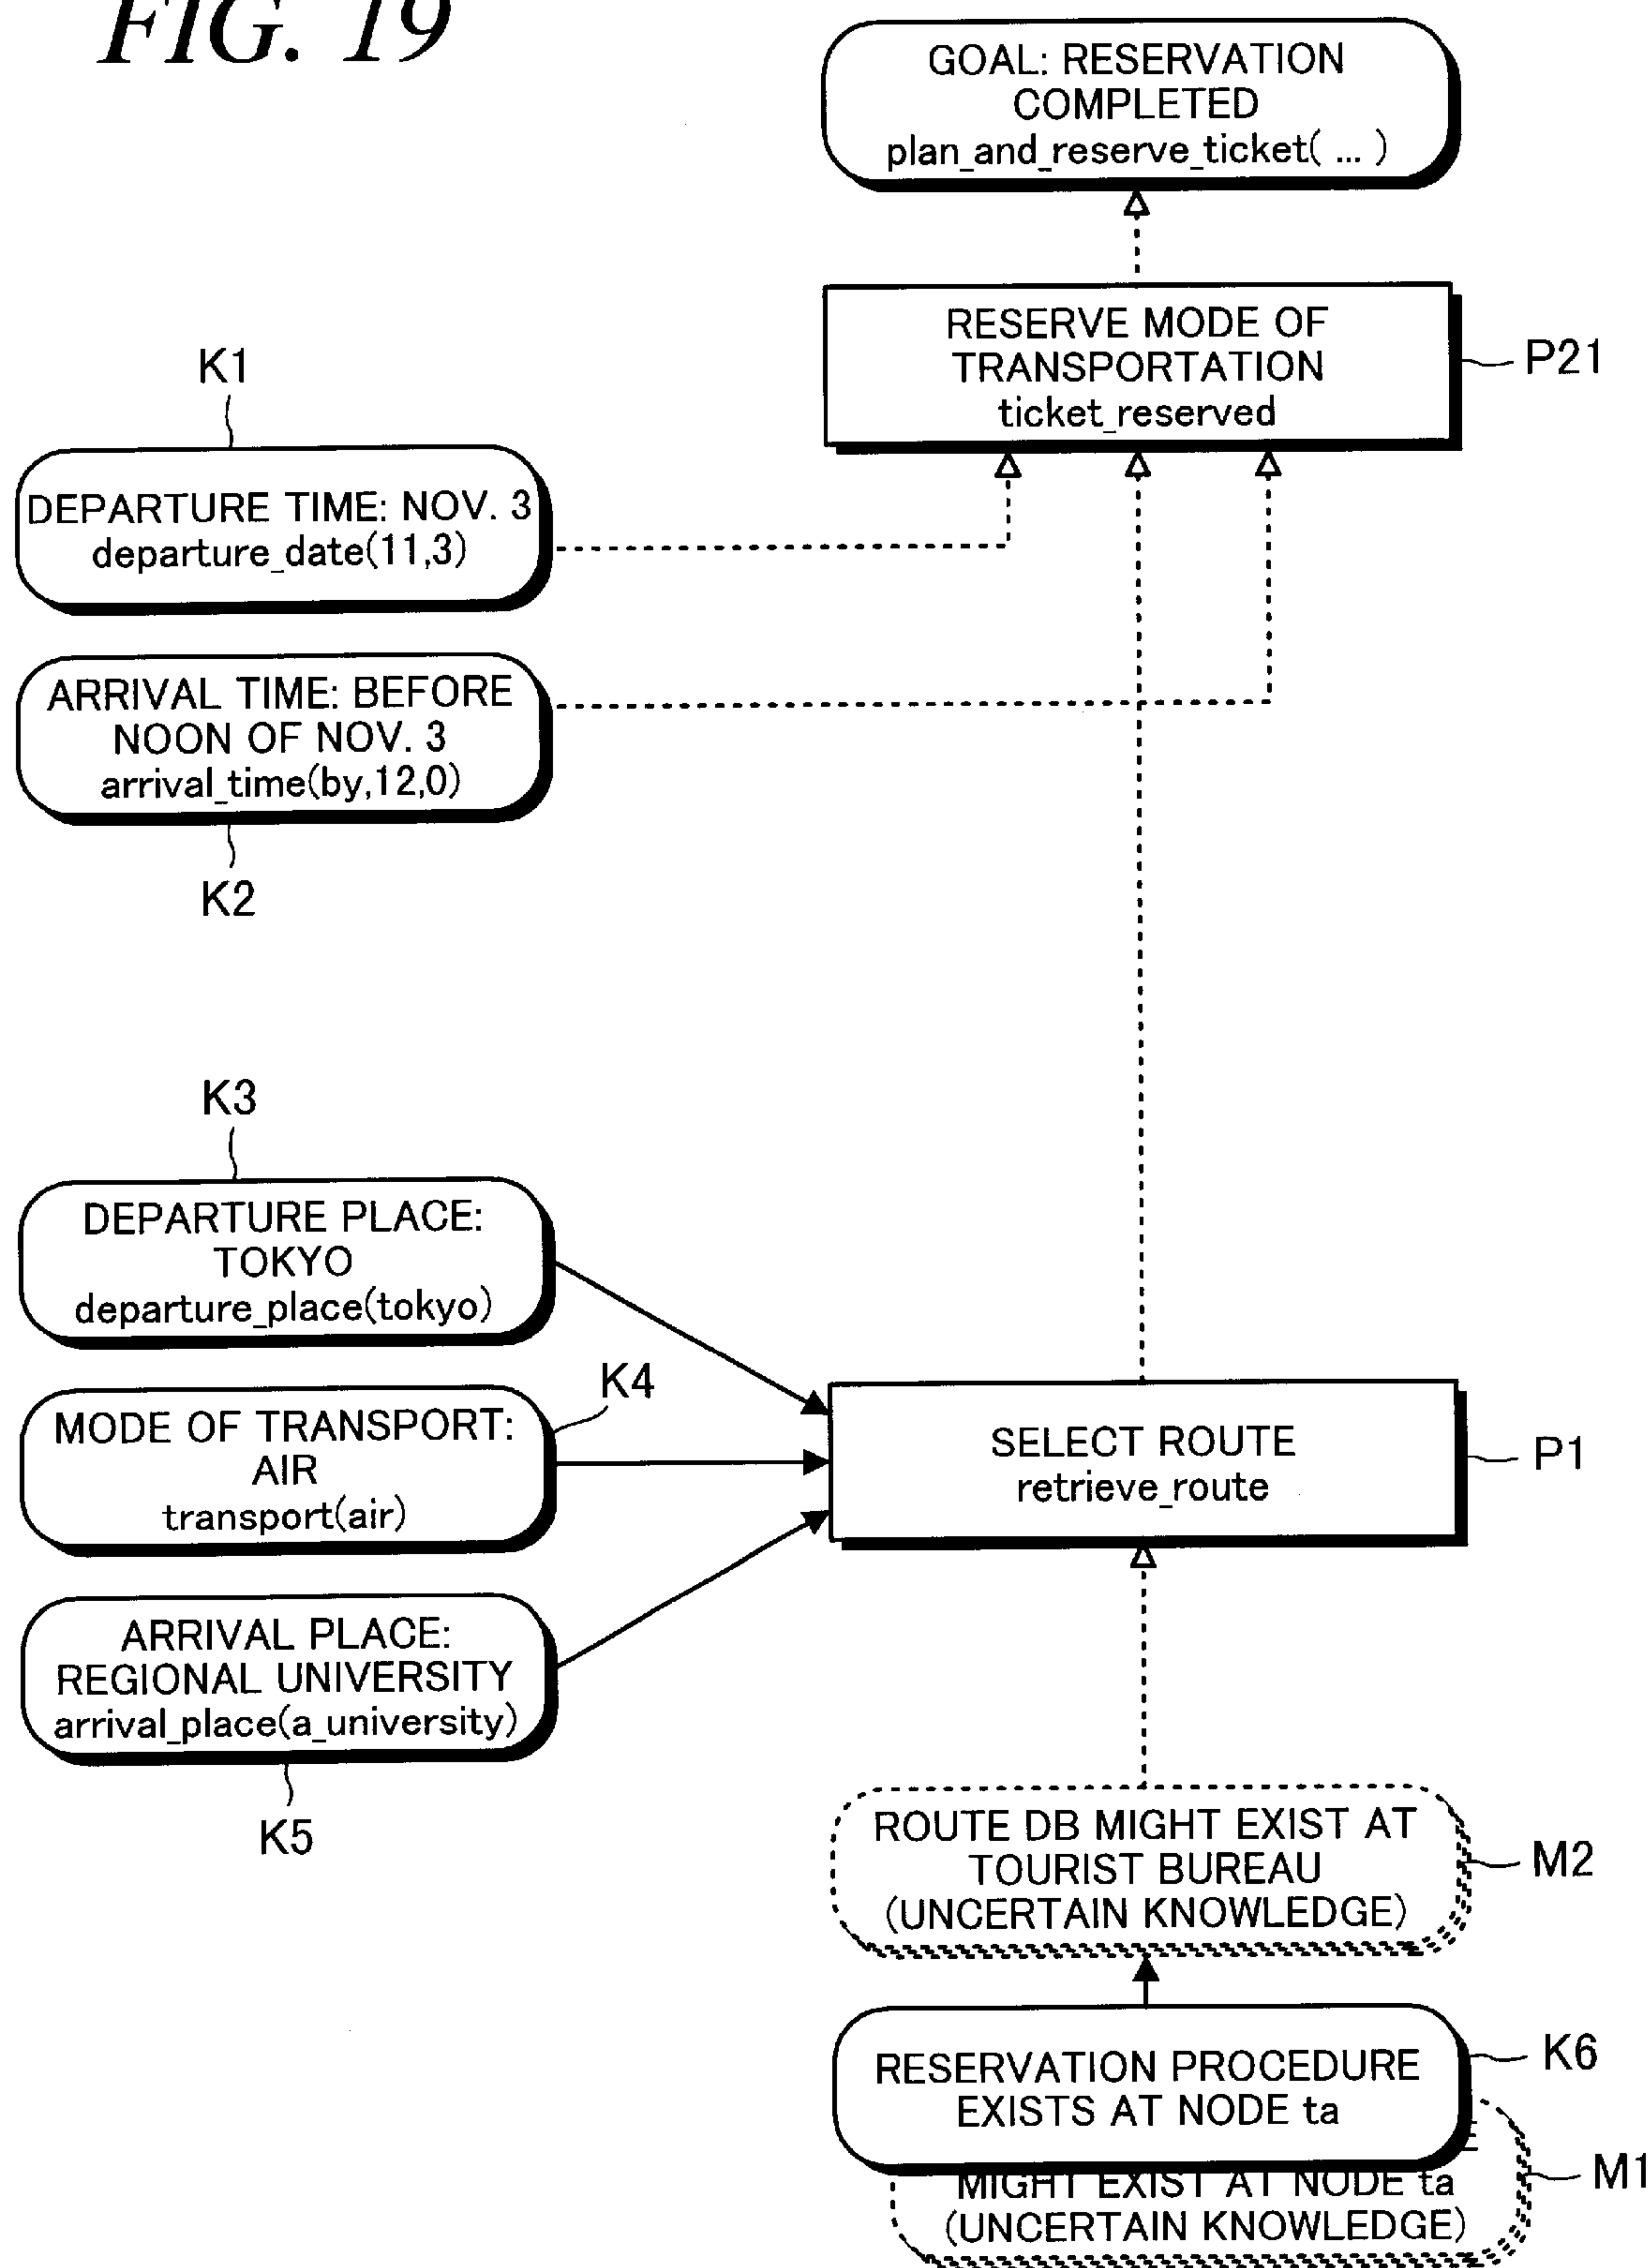 FIG. 19
GOAL: RESERVATION
COMPLETED
plan_and_reserve_ticket( ... )
RESERVE MODE OF
TRANSPORTATION
ticket_reserved
P21
K1
DEPARTURE TIME: NOV. 3
departure_date(11,3)
ARRIVAL TIME: BEFORE
NOON OF NOV. 3
arrival_time(by,12,0)
K2
K3
DEPARTURE PLACE:
TOKYO
departure_place(tokyo)
K4
MODE OF TRANSPORT:
AIR
transport(air)
SELECT ROUTE
retrieve_route
P1
ARRIVAL PLACE:
REGIONAL UNIVERSITY
arrival_place(a_university)
K5
ROUTE DB MIGHT EXIST AT
TOURIST BUREAU
(UNCERTAIN KNOWLEDGE)
M2
RESERVATION PROCEDURE
EXISTS AT NODE ta
K6
MIGHT EXIST AT NODE ta
(UNCERTAIN KNOWLEDGE)
M1